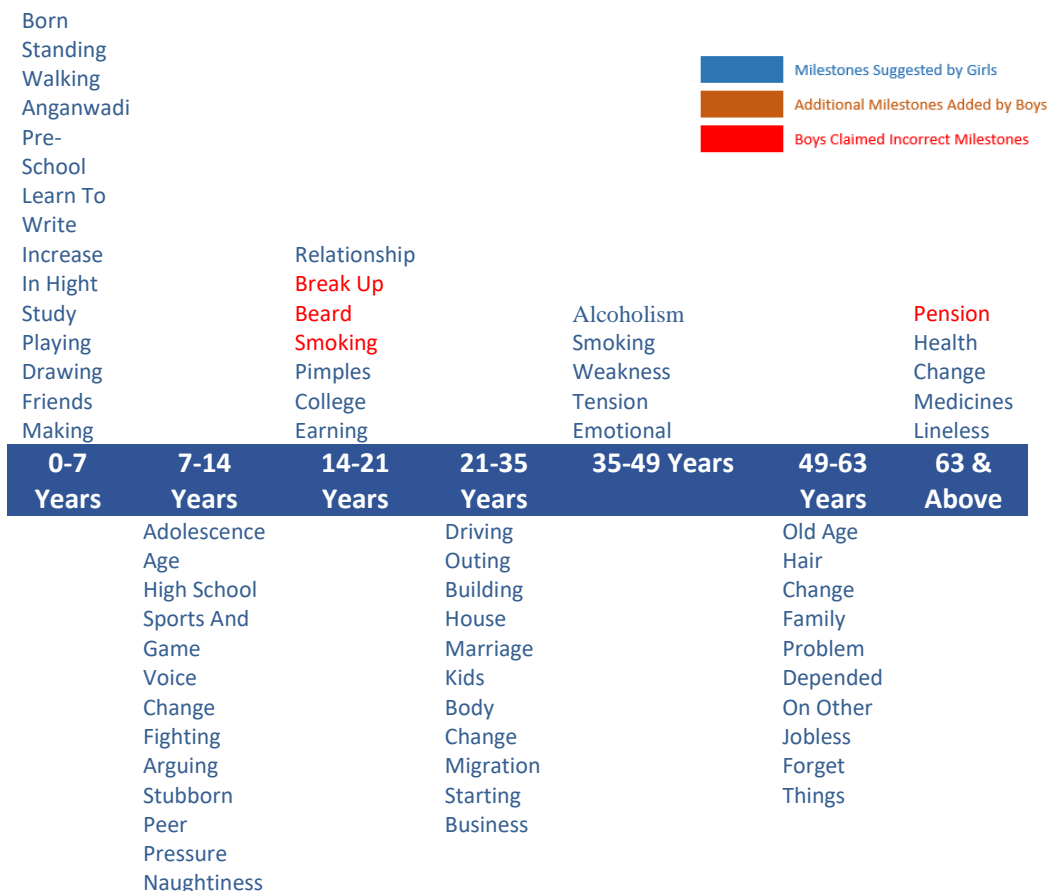 Born
Standing
Walking
Anganwadi
Pre-
School
Learn To
Write
Increase
In Hight
Study
Playing
Drawing
Friends
Making
Relationship
Break Up
Beard
Smoking
Pimples
College
Earning
Alcoholism
Smoking
Weakness
Tension
Emotional
Pension
Health
Change
Medicines
Lineless
Milestones Suggested by Girls
Additional Milestones Added by Boys
Boys Claimed Incorrect Milestones
0-7
Years
7-14
Years
14-21
Years
21-35
Years
35-49 Years
49-63
Years
63 &
Above
Adolescence
Age
High School
Sports And
Game
Voice
Change
Fighting
Arguing
Stubborn
Peer
Pressure
Naughtiness
Driving
Outing
Building
House
Marriage
Kids
Body
Change
Migration
Starting
Business
Old Age
Hair
Change
Family
Problem
Depended
On Other
Jobless
Forget
Things